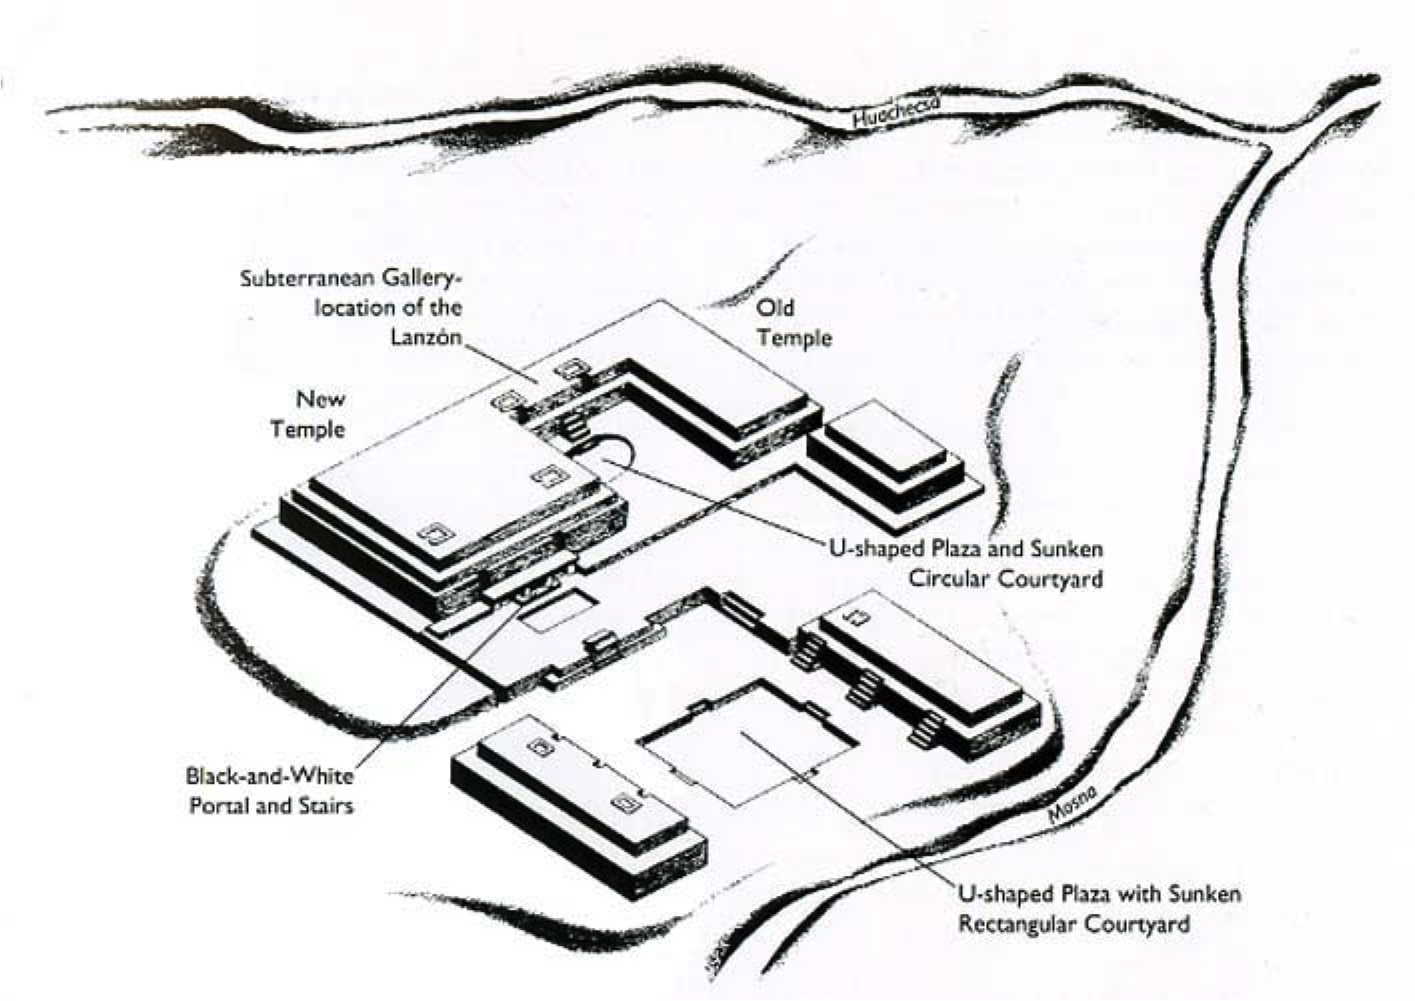 Huachecsa
Subterranean Gallery-
location of the
Lanzón
Old
Temple
New
Temple
U-shaped Plaza and Sunken
Circular Courtyard
Black-and-White
Portal and Stairs
Mosna
U-shaped Plaza with Sunken
Rectangular Courtyard